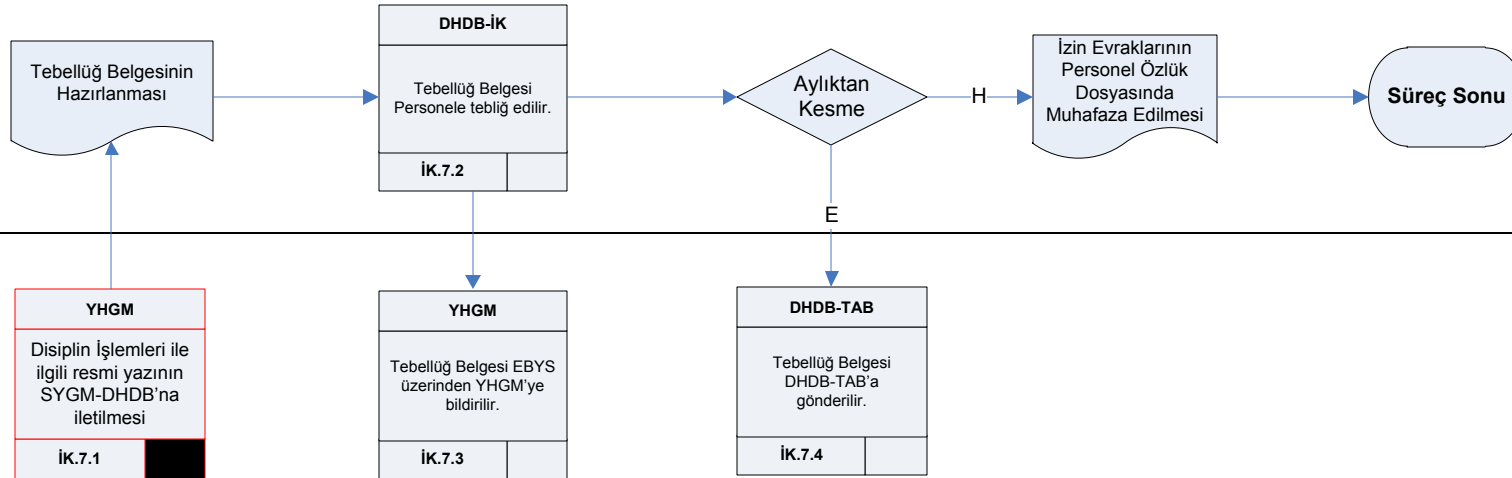 Tebellüğ Belgesinin
Hazırlanması
DHDB-İK
Tebellüğ Belgesi
Personele tebliğ edilir.
İK.7.2
Aylıktan
Kesme
H
E
İzin Evraklarının
Personel Özlük
Dosyasında
Muhafaza Edilmesi
Süreç Sonu
YHGM
Disiplin İşlemleri ile
ilgili resmi yazının
SYGM-DHDB’na
iletilmesi
İK.7.1
YHGM
Tebellüğ Belgesi EBYS
üzerinden YHGM’ye
bildirilir.
İK.7.3
DHDB-TAB
Tebellüğ Belgesi
DHDB-TAB’a
gönderilir.
İK.7.4